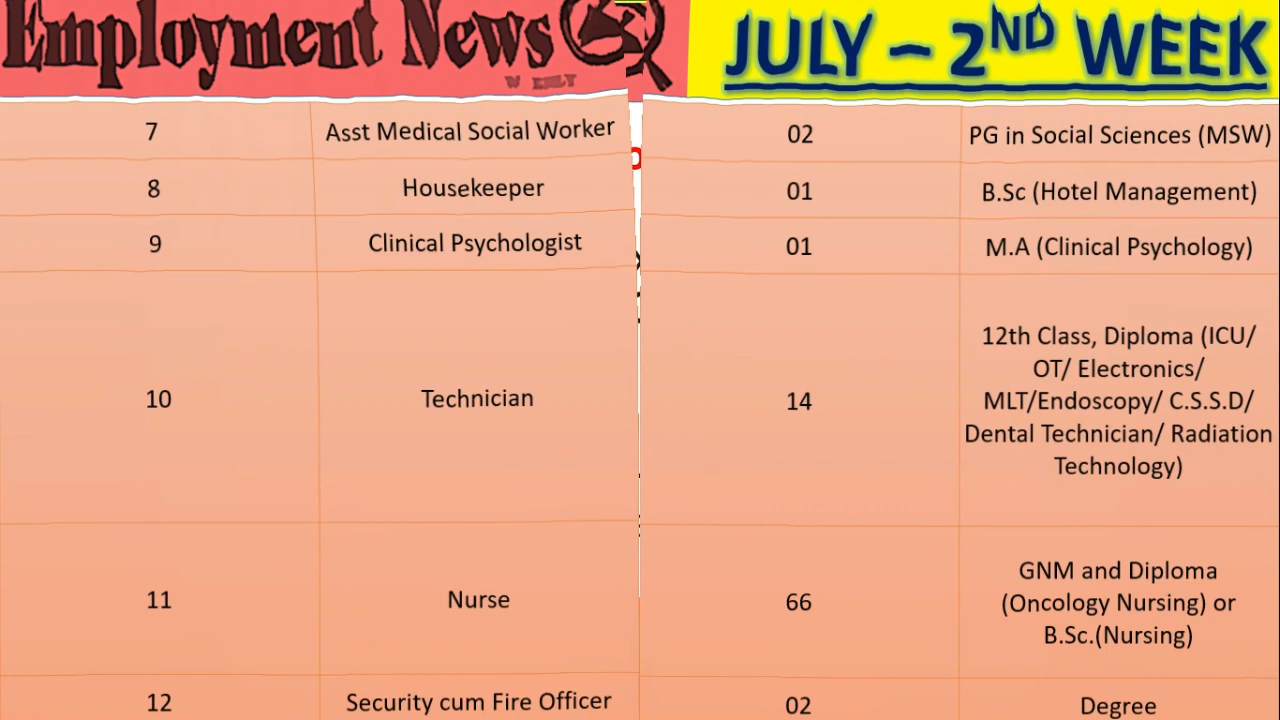 Employment News
WEEKLY
JULY – 2ND WEEK
7 Asst Medical Social Worker 02 PG in Social Sciences (MSW)
8 Housekeeper 01 B.Sc (Hotel Management)
9 Clinical Psychologist 01 M.A (Clinical Psychology)
10 Technician 14 12th Class, Diploma (ICU/
OT/ Electronics/
MLT/Endoscopy/ C.S.S.D/
Dental Technician/ Radiation
Technology)
11 Nurse 66 GNM and Diploma
(Oncology Nursing) or
B.Sc.(Nursing)
12 Security cum Fire Officer 02 Degree